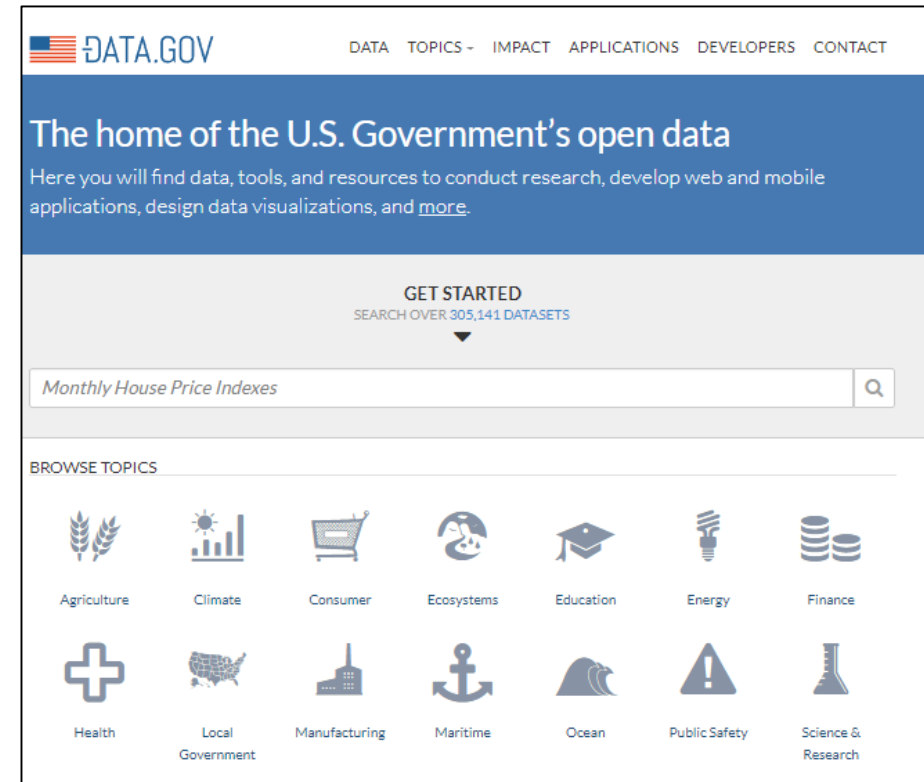 DATA.GOV
DATA TOPICS - IMPACT APPLICATIONS DEVELOPERS CONTACT
The home of the U.S. Government's open data
Here you will find data, tools, and resources to conduct research, develop web and mobile
applications, design data visualizations, and more.
GET STARTED
SEARCH OVER 305,141 DATASETS
Monthly House Price Indexes
BROWSE TOPICS
Agriculture Climate Consumer Ecosystems Education Energy Finance
Health Local Manufacturing Maritime Ocean Public Safety Science &
Government Research